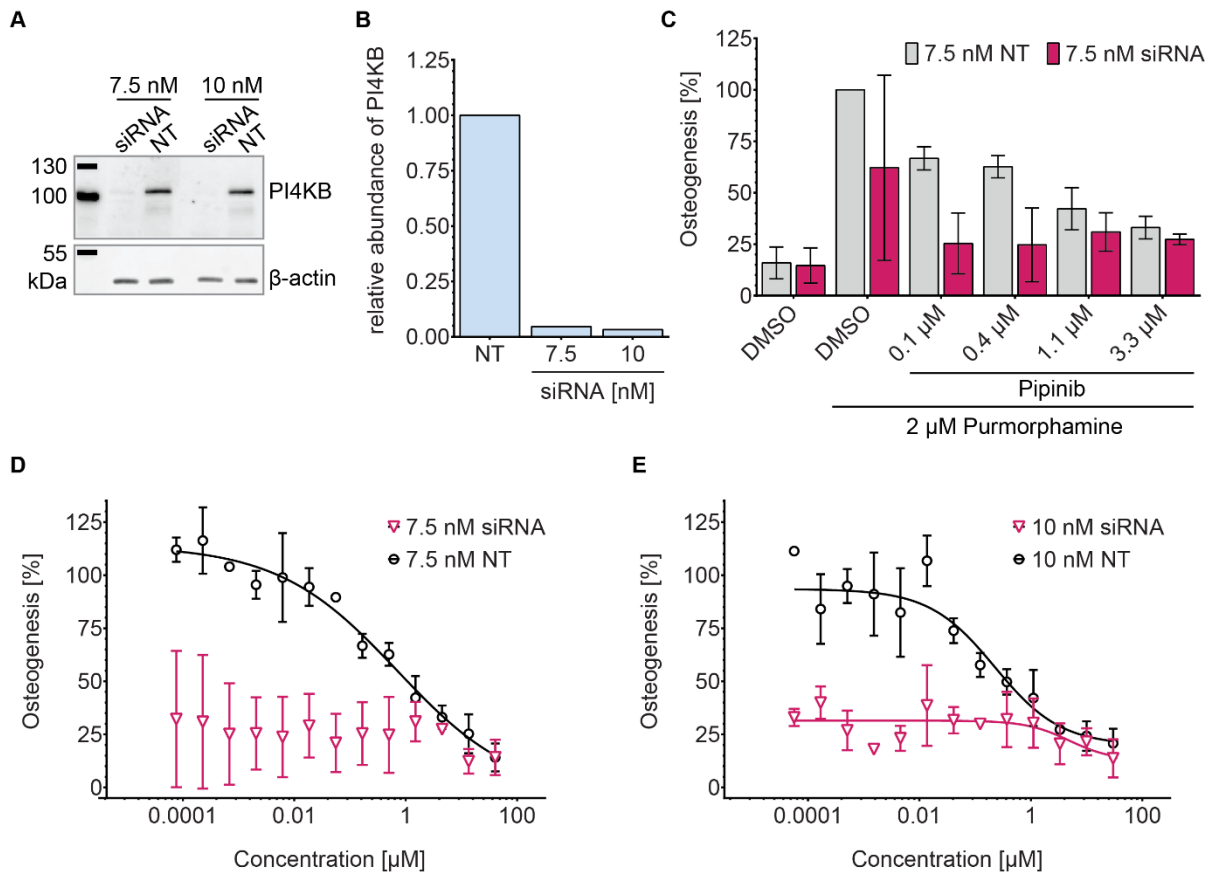 A
7.5 nM 10 nM
siRNA NT siRNA NT
130
100
PI4KB
55
kDa
β-actin
B
relative abundance of PI4KB
1.25
1.00
0.75
0.50
0.25
0.00
NT 7.5 10
siRNA [nM]
C
Osteogenesis [%]
125
100
75
50
25
0
7.5 nM NT 7.5 nM siRNA
DMSO DMSO 0.1 µM 0.4 µM 1.1 µM 3.3 µM
Pipinib
2 µM Purmorphamine
D
Osteogenesis [%]
125
100
75
50
25
0
7.5 nM siRNA
7.5 nM NT
0.0001 0.01 1 100
Concentration [µM]
E
Osteogenesis [%]
125
100
75
50
25
0
10 nM siRNA
10 nM NT
0.0001 0.01 1 100
Concentration [µM]